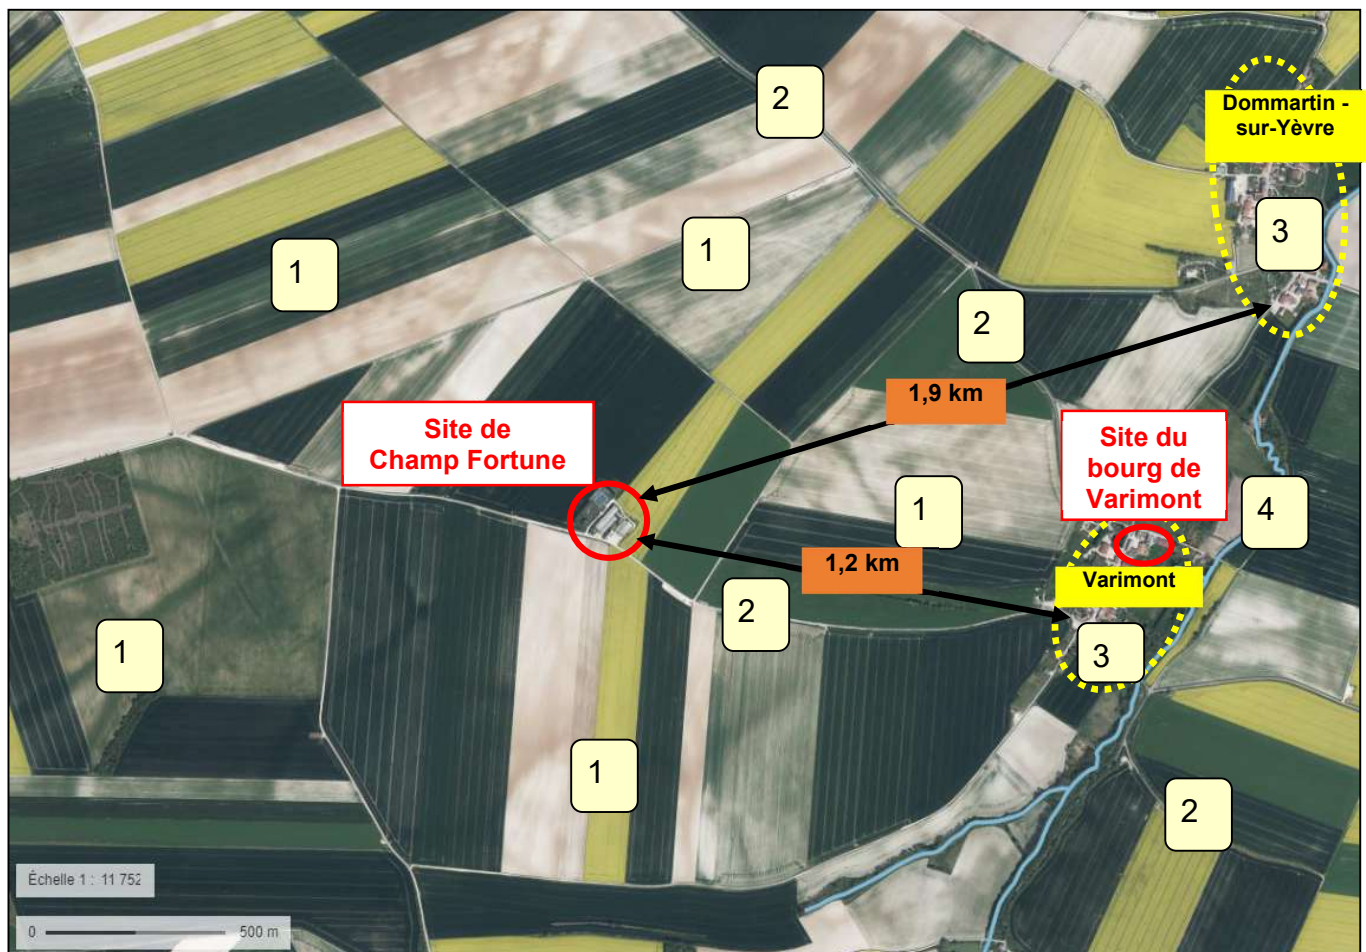 2
Dommartin -
sur-Yèvre
3
1
1
2
1,9 km
Site de
Champ Fortune
Site du
bourg de
Varimont
1
4
1,2 km
Varimont
2
3
1
1
2
Échelle 1 : 11 752
0 500 m